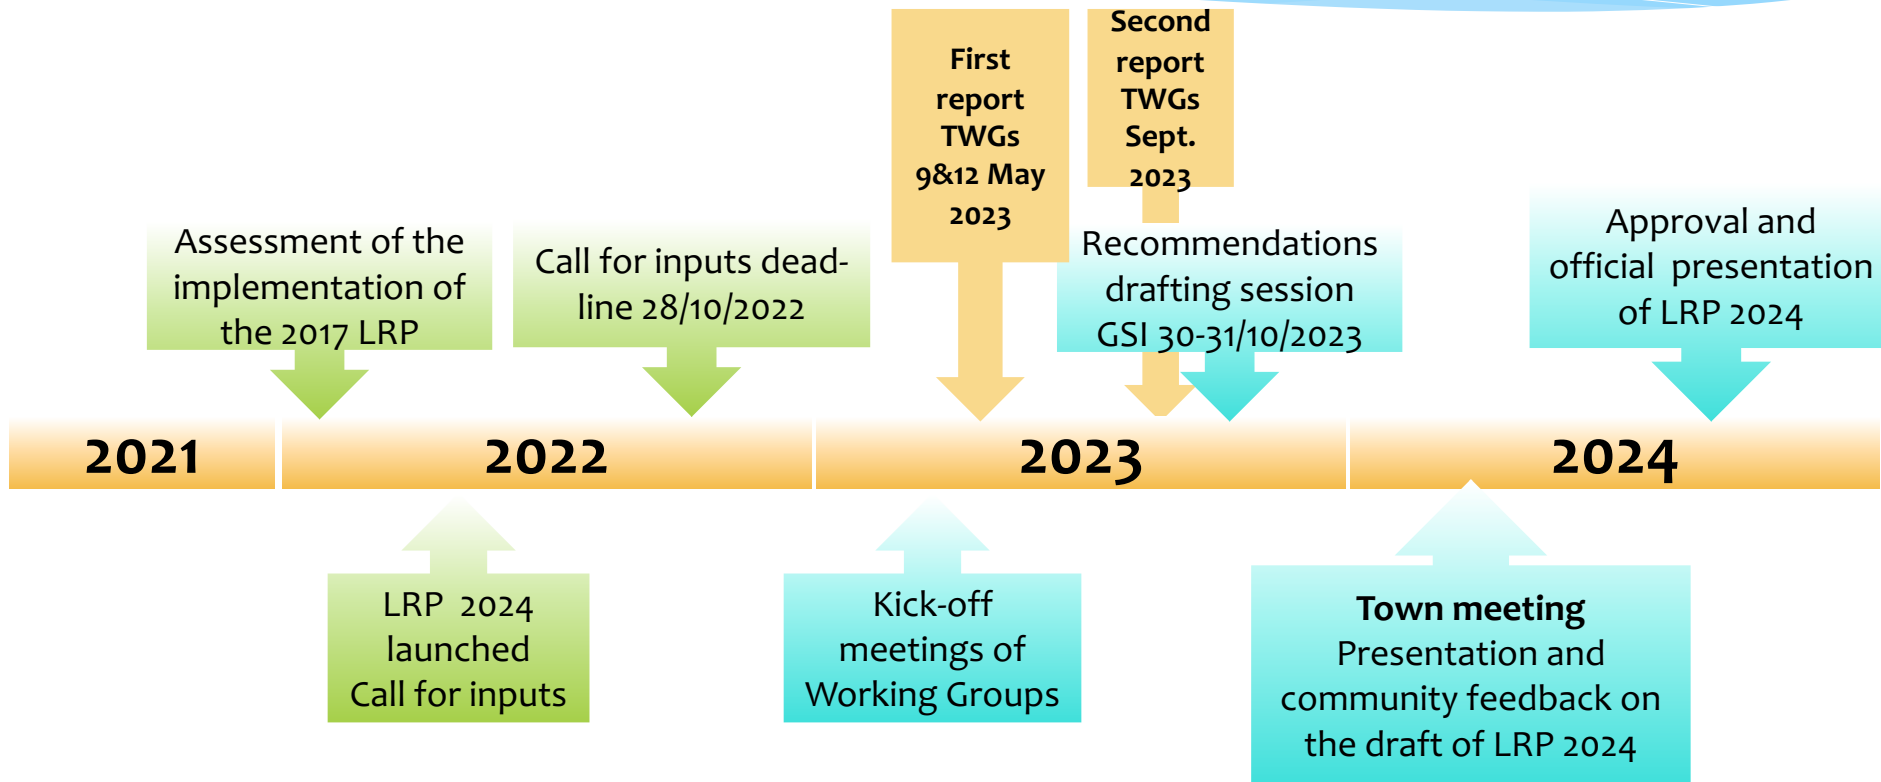 First
report
TWGs
9&12 May
2023
Second
report
TWGs
Sept.
2023
Assessment of the
implementation of
the 2017 LRP
Call for inputs dead-
line 28/10/2022
Recommendations
drafting session
GSI 30-31/10/2023
Approval and
official presentation
of LRP 2024
2021
2022
2023
2024
LRP 2024
launched
Call for inputs
Kick-off
meetings of
Working Groups
Town meeting
Presentation and
community feedback on
the draft of LRP 2024